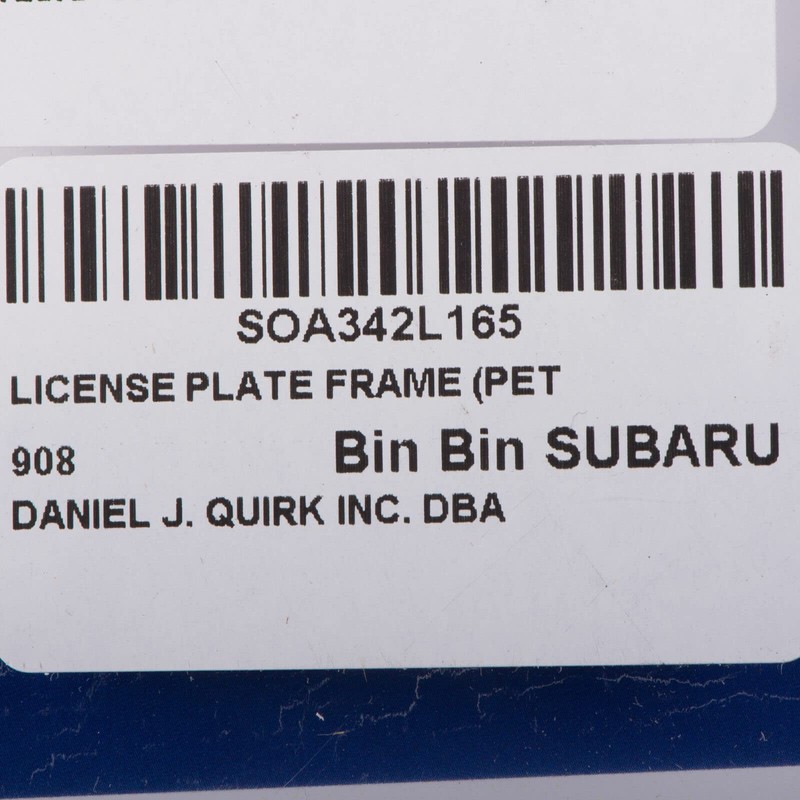 SOA342L165
LICENSE PLATE FRAME (PET
908 Bin Bin SUBARU
DANIEL J. QUIRK INC. DBA